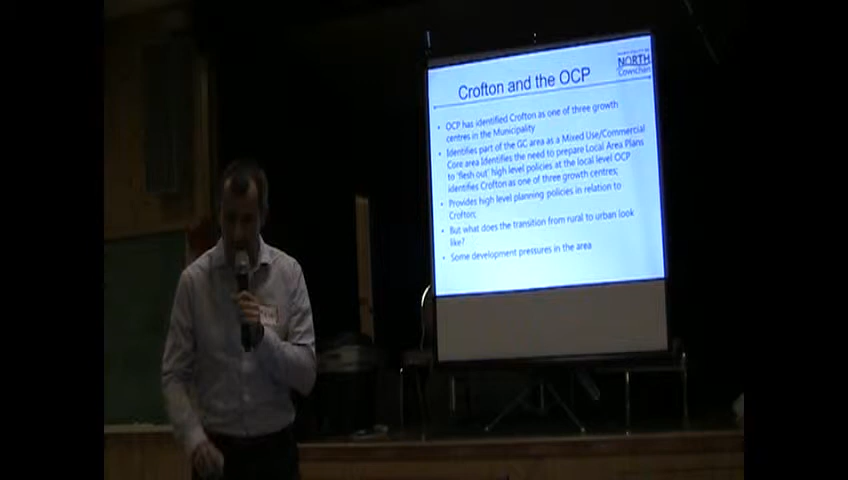 Crofton and the OCP
NORTH
Cowichan
• OCP has identified Crofton as one of three growth
centres in the Municipality
• Identifies part of the GC area as a Mixed Use/Commercial
Core area Identifies the need to prepare Local Area Plans
to 'flesh out' high level policies at the local level OCP
identifies Crofton as one of three growth centres;
• Provides high level planning policies in relation to
Crofton;
• But what does the transition from rural to urban look
like?
• Some development pressures in the area